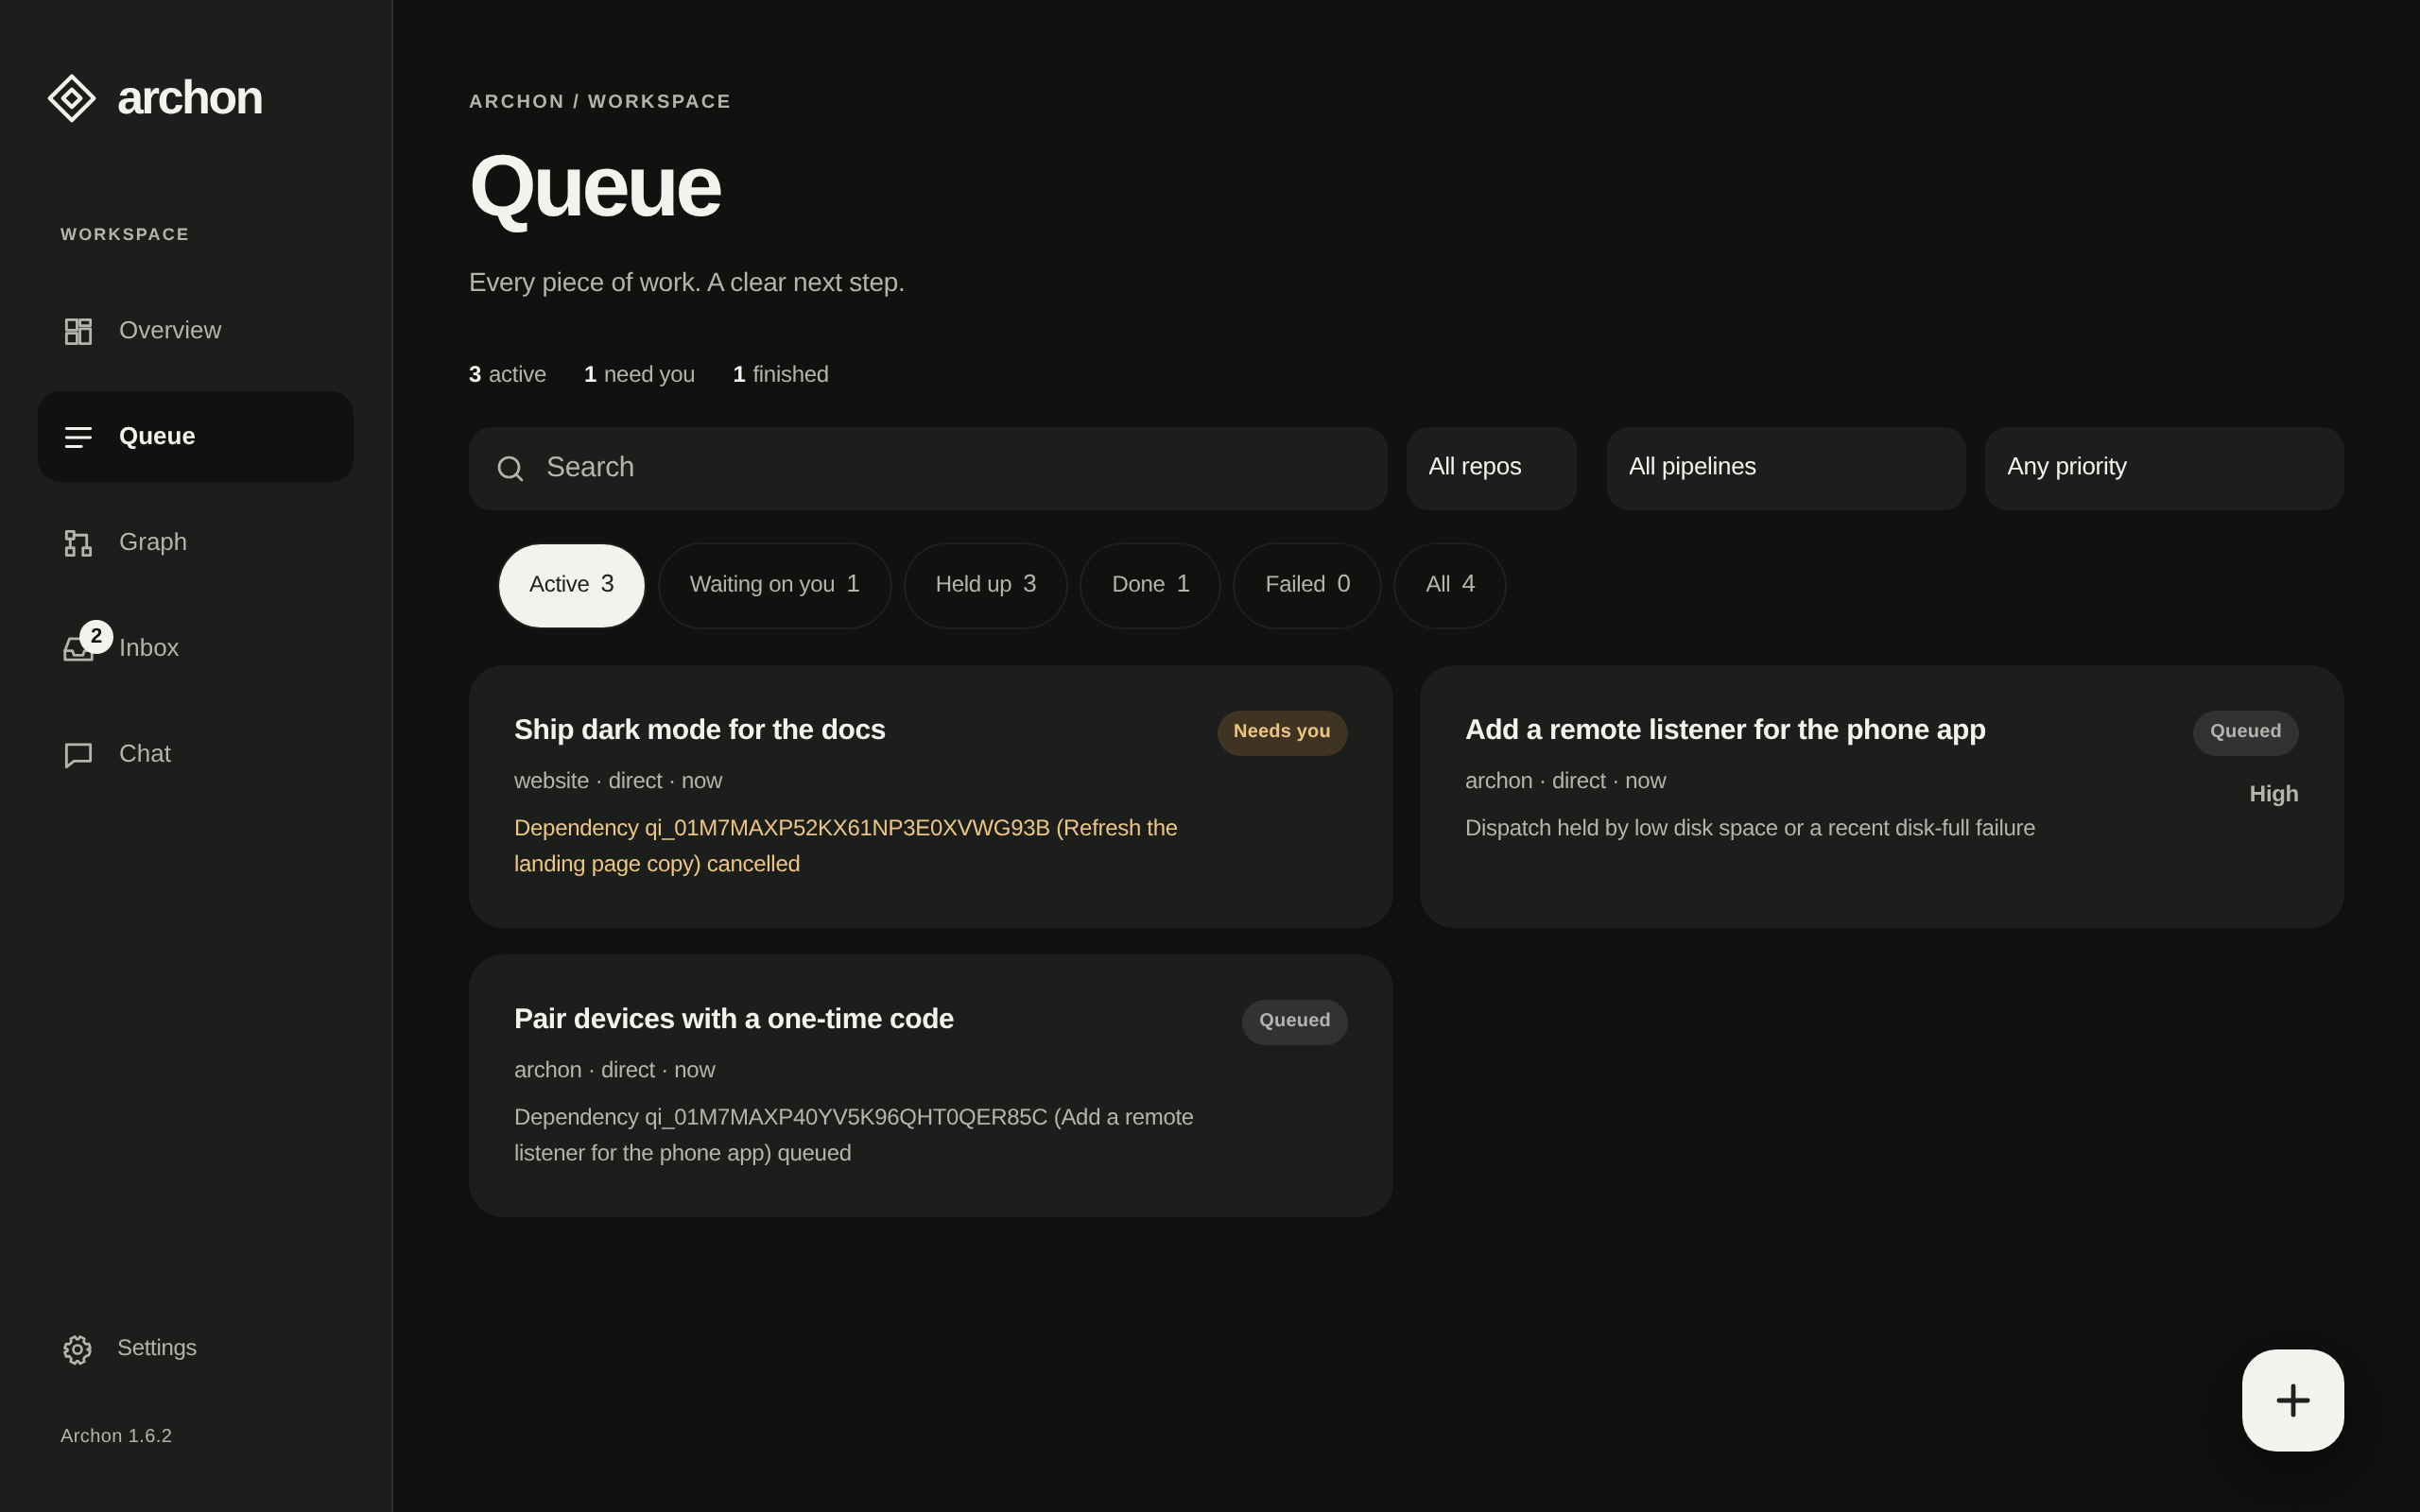 archon
WORKSPACE
Overview
Queue
Graph
2
Inbox
Chat
Settings
Archon 1.6.2
ARCHON / WORKSPACE
Queue
Every piece of work. A clear next step.
3 active 1 need you 1 finished
Search All repos All pipelines Any priority
Active 3 Waiting on you 1 Held up 3 Done 1 Failed 0 All 4
Ship dark mode for the docs Needs you
website · direct · now
Dependency qi_01M7MAXP52KX61NP3E0XVWG93B (Refresh the
landing page copy) cancelled
Add a remote listener for the phone app Queued
archon · direct · now
High
Dispatch held by low disk space or a recent disk-full failure
Pair devices with a one-time code Queued
archon · direct · now
Dependency qi_01M7MAXP40YV5K96QHT0QER85C (Add a remote
listener for the phone app) queued